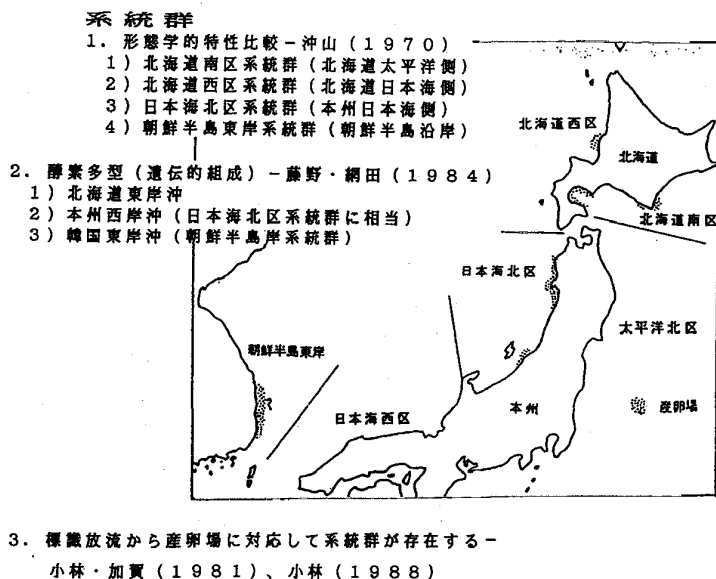 系統群
1. 形態学的特性比較－沖山（1970）
1）北海道南区系統群（北海道太平洋側）
2）北海道西区系統群（北海道日本海側）
3）日本海北区系統群（本州日本海側）
4）朝鮮半島東岸系統群（朝鮮半島沿岸）
2. 酵素多型（遺伝的組成）－藤野・網田（1984）
1）北海道東岸沖
2）本州西岸沖（日本海北区系統群に相当）
3）韓国東岸沖（朝鮮半島岸系統群）
北海道西区
北海道
北海道南区
日本海北区
太平洋北区
朝鮮半島東岸
日本海西区
本州
産卵場
3. 標識放流から産卵場に対応して系統群が存在する－
小林・加賀（1981）、小林（1988）